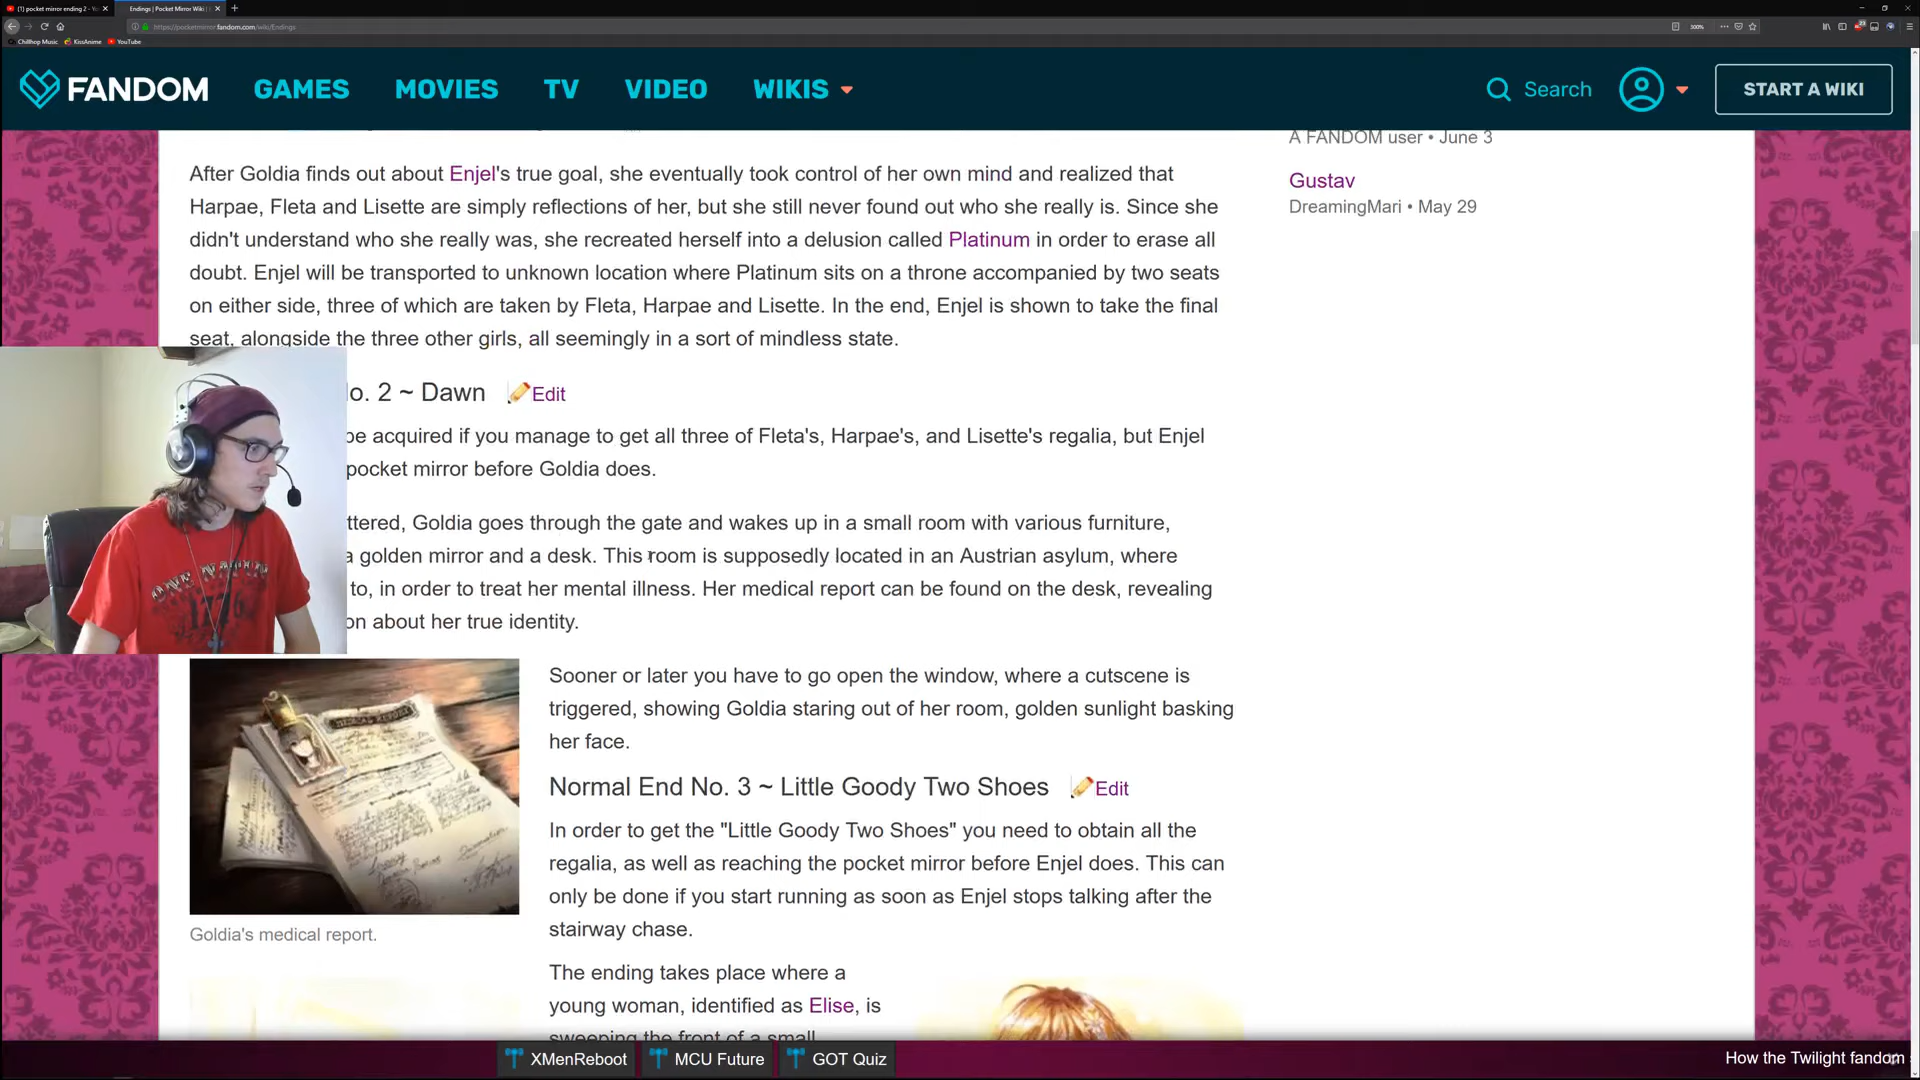 (1) pocket mirror ending 2 - Yo
Endings | Pocket Mirror Wiki |
https://pocketmirror.fandom.com/wiki/Endings
300%
Chillhop Music KissAnime YouTube
FANDOM GAMES MOVIES TV VIDEO WIKIS Search START A WIKI
A FANDOM user • June 3
Gustav
DreamingMari • May 29
After Goldia finds out about Enjel's true goal, she eventually took control of her own mind and realized that
Harpae, Fleta and Lisette are simply reflections of her, but she still never found out who she really is. Since she
didn't understand who she really was, she recreated herself into a delusion called Platinum in order to erase all
doubt. Enjel will be transported to unknown location where Platinum sits on a throne accompanied by two seats
on either side, three of which are taken by Fleta, Harpae and Lisette. In the end, Enjel is shown to take the final
seat, alongside the three other girls, all seemingly in a sort of mindless state.
o. 2 ~ Dawn Edit
be acquired if you manage to get all three of Fleta's, Harpae's, and Lisette's regalia, but Enjel
pocket mirror before Goldia does.
ttered, Goldia goes through the gate and wakes up in a small room with various furniture,
a golden mirror and a desk. This room is supposedly located in an Austrian asylum, where
to, in order to treat her mental illness. Her medical report can be found on the desk, revealing
on about her true identity.
MEDICAL REPORT
Goldia's medical report.
Sooner or later you have to go open the window, where a cutscene is
triggered, showing Goldia staring out of her room, golden sunlight basking
her face.
Normal End No. 3 ~ Little Goody Two Shoes Edit
In order to get the "Little Goody Two Shoes" you need to obtain all the
regalia, as well as reaching the pocket mirror before Enjel does. This can
only be done if you start running as soon as Enjel stops talking after the
stairway chase.
The ending takes place where a
young woman, identified as Elise, is
sweeping the front of a small
XMenReboot MCU Future GOT Quiz
How the Twilight fandom